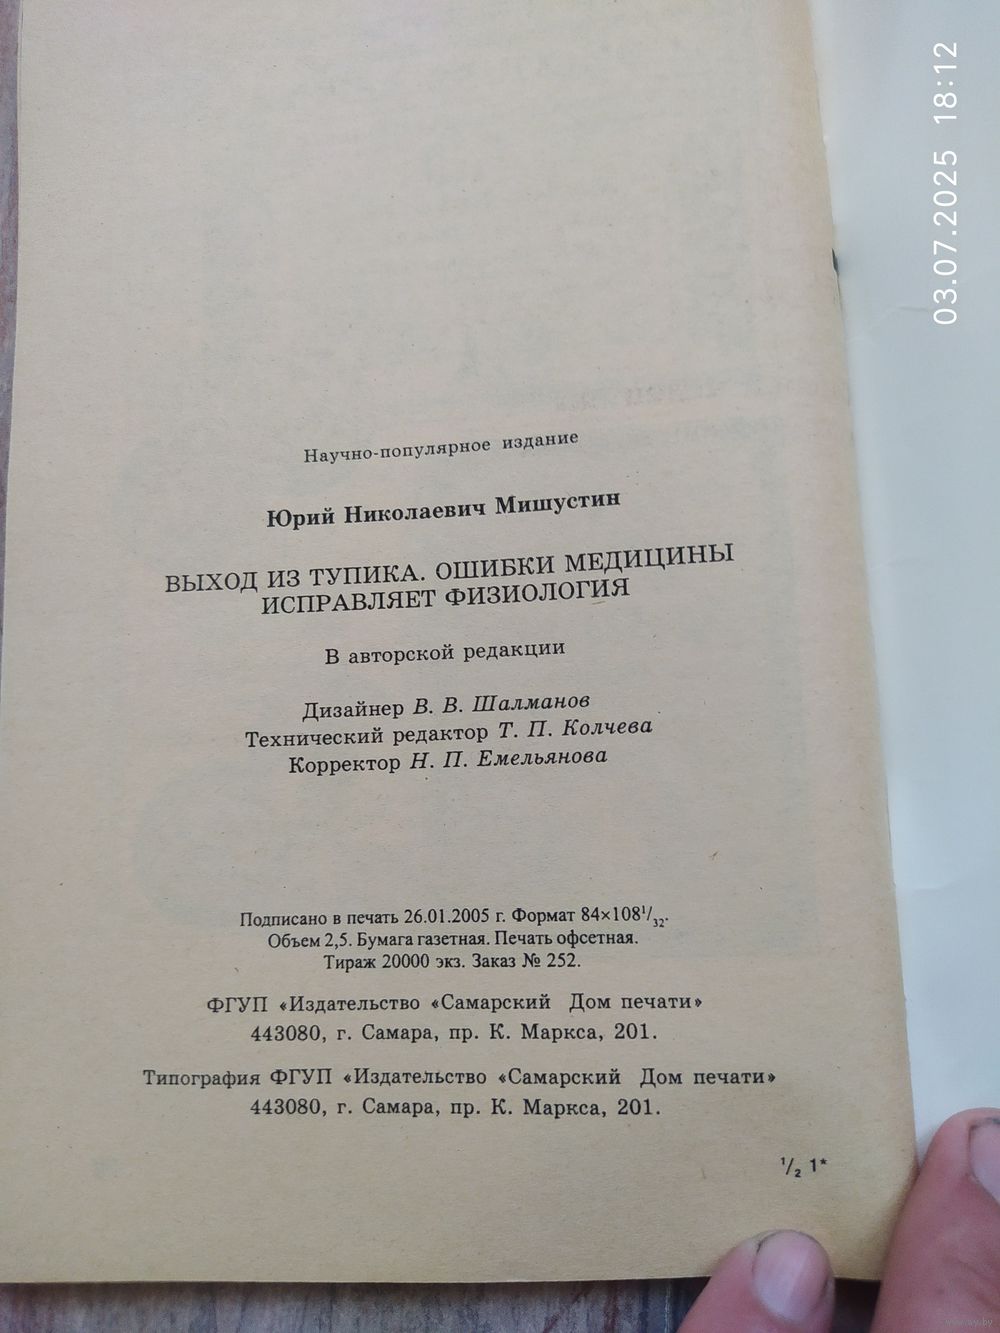 Научно-популярное издание
Юрий Николаевич Мишустин
ВЫХОД ИЗ ТУПИКА. ОШИБКИ МЕДИЦИНЫ
ИСПРАВЛЯЕТ ФИЗИОЛОГИЯ
В авторской редакции
Дизайнер В. В. Шалманов
Технический редактор Т. П. Колчева
Корректор Н. П. Емельянова
Подписано в печать 26.01.2005 г. Формат 84×108¹/₃₂.
Объем 2,5. Бумага газетная. Печать офсетная.
Тираж 20000 экз. Заказ № 252.
ФГУП «Издательство «Самарский Дом печати»
443080, г. Самара, пр. К. Маркса, 201.
Типография ФГУП «Издательство «Самарский Дом печати»
443080, г. Самара, пр. К. Маркса, 201.
¹/₂ 1*
03.07.2025 18:12